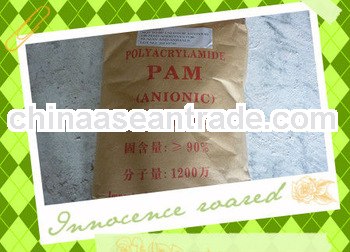 POLYACRYLAMIDE
PAM
(ANIONIC)
chinaaseantrade.com
固含量:≥90%
分子量:1200万
Innocence roared